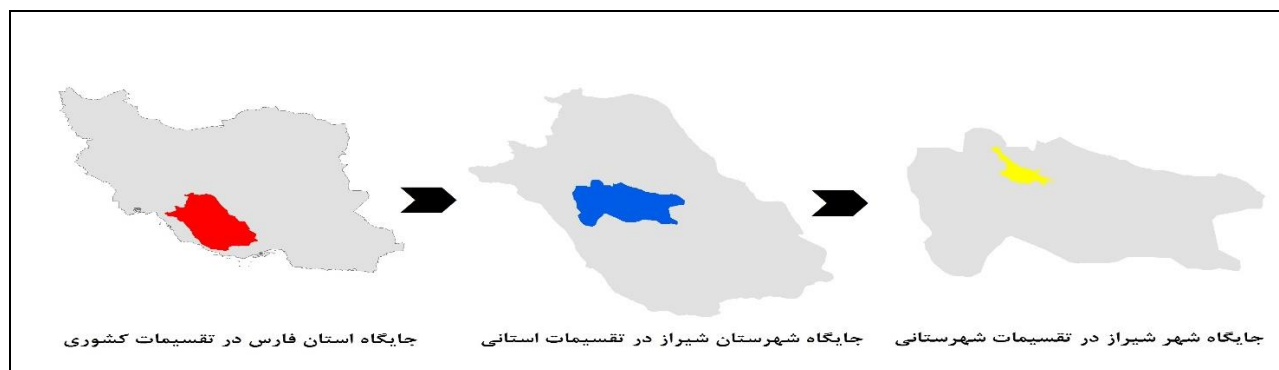 جایگاه استان فارس در تقسیمات کشوری
جایگاه شهرستان شیراز در تقسیمات استانی
جایگاه شهر شیراز در تقسیمات شهرستانی